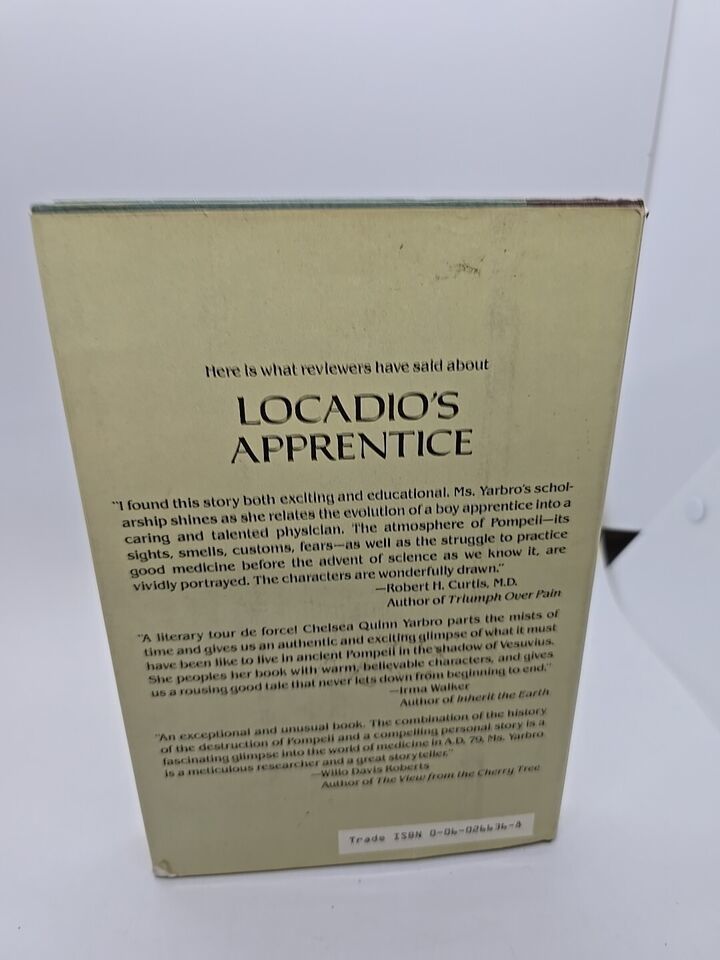 Here is what reviewers have said about
LOCADIO'S
APPRENTICE
"I found this story both exciting and educational. Ms. Yarbro's schol-
arship shines as she relates the evolution of a boy apprentice into a
caring and talented physician. The atmosphere of Pompeii—its
sights, smells, customs, fears—as well as the struggle to practice
good medicine before the advent of science as we know it, are
vividly portrayed. The characters are wonderfully drawn."
—Robert H. Curtis, M.D.
Author of Triumph Over Pain
"A literary tour de force! Chelsea Quinn Yarbro parts the mists of
time and gives us an authentic and exciting glimpse of what it must
have been like to live in ancient Pompeii in the shadow of Vesuvius.
She peoples her book with warm, believable characters, and gives
us a rousing good tale that never lets down from beginning to end."
—Irma Walker
Author of Inherit the Earth
"An exceptional and unusual book. The combination of the history
of the destruction of Pompeii and a compelling personal story is a
fascinating glimpse into the world of medicine in A.D. 79. Ms. Yarbro
is a meticulous researcher and a great storyteller."
—Willo Davis Roberts
Author of The View from the Cherry Tree
Trade ISBN 0-06-026636-4